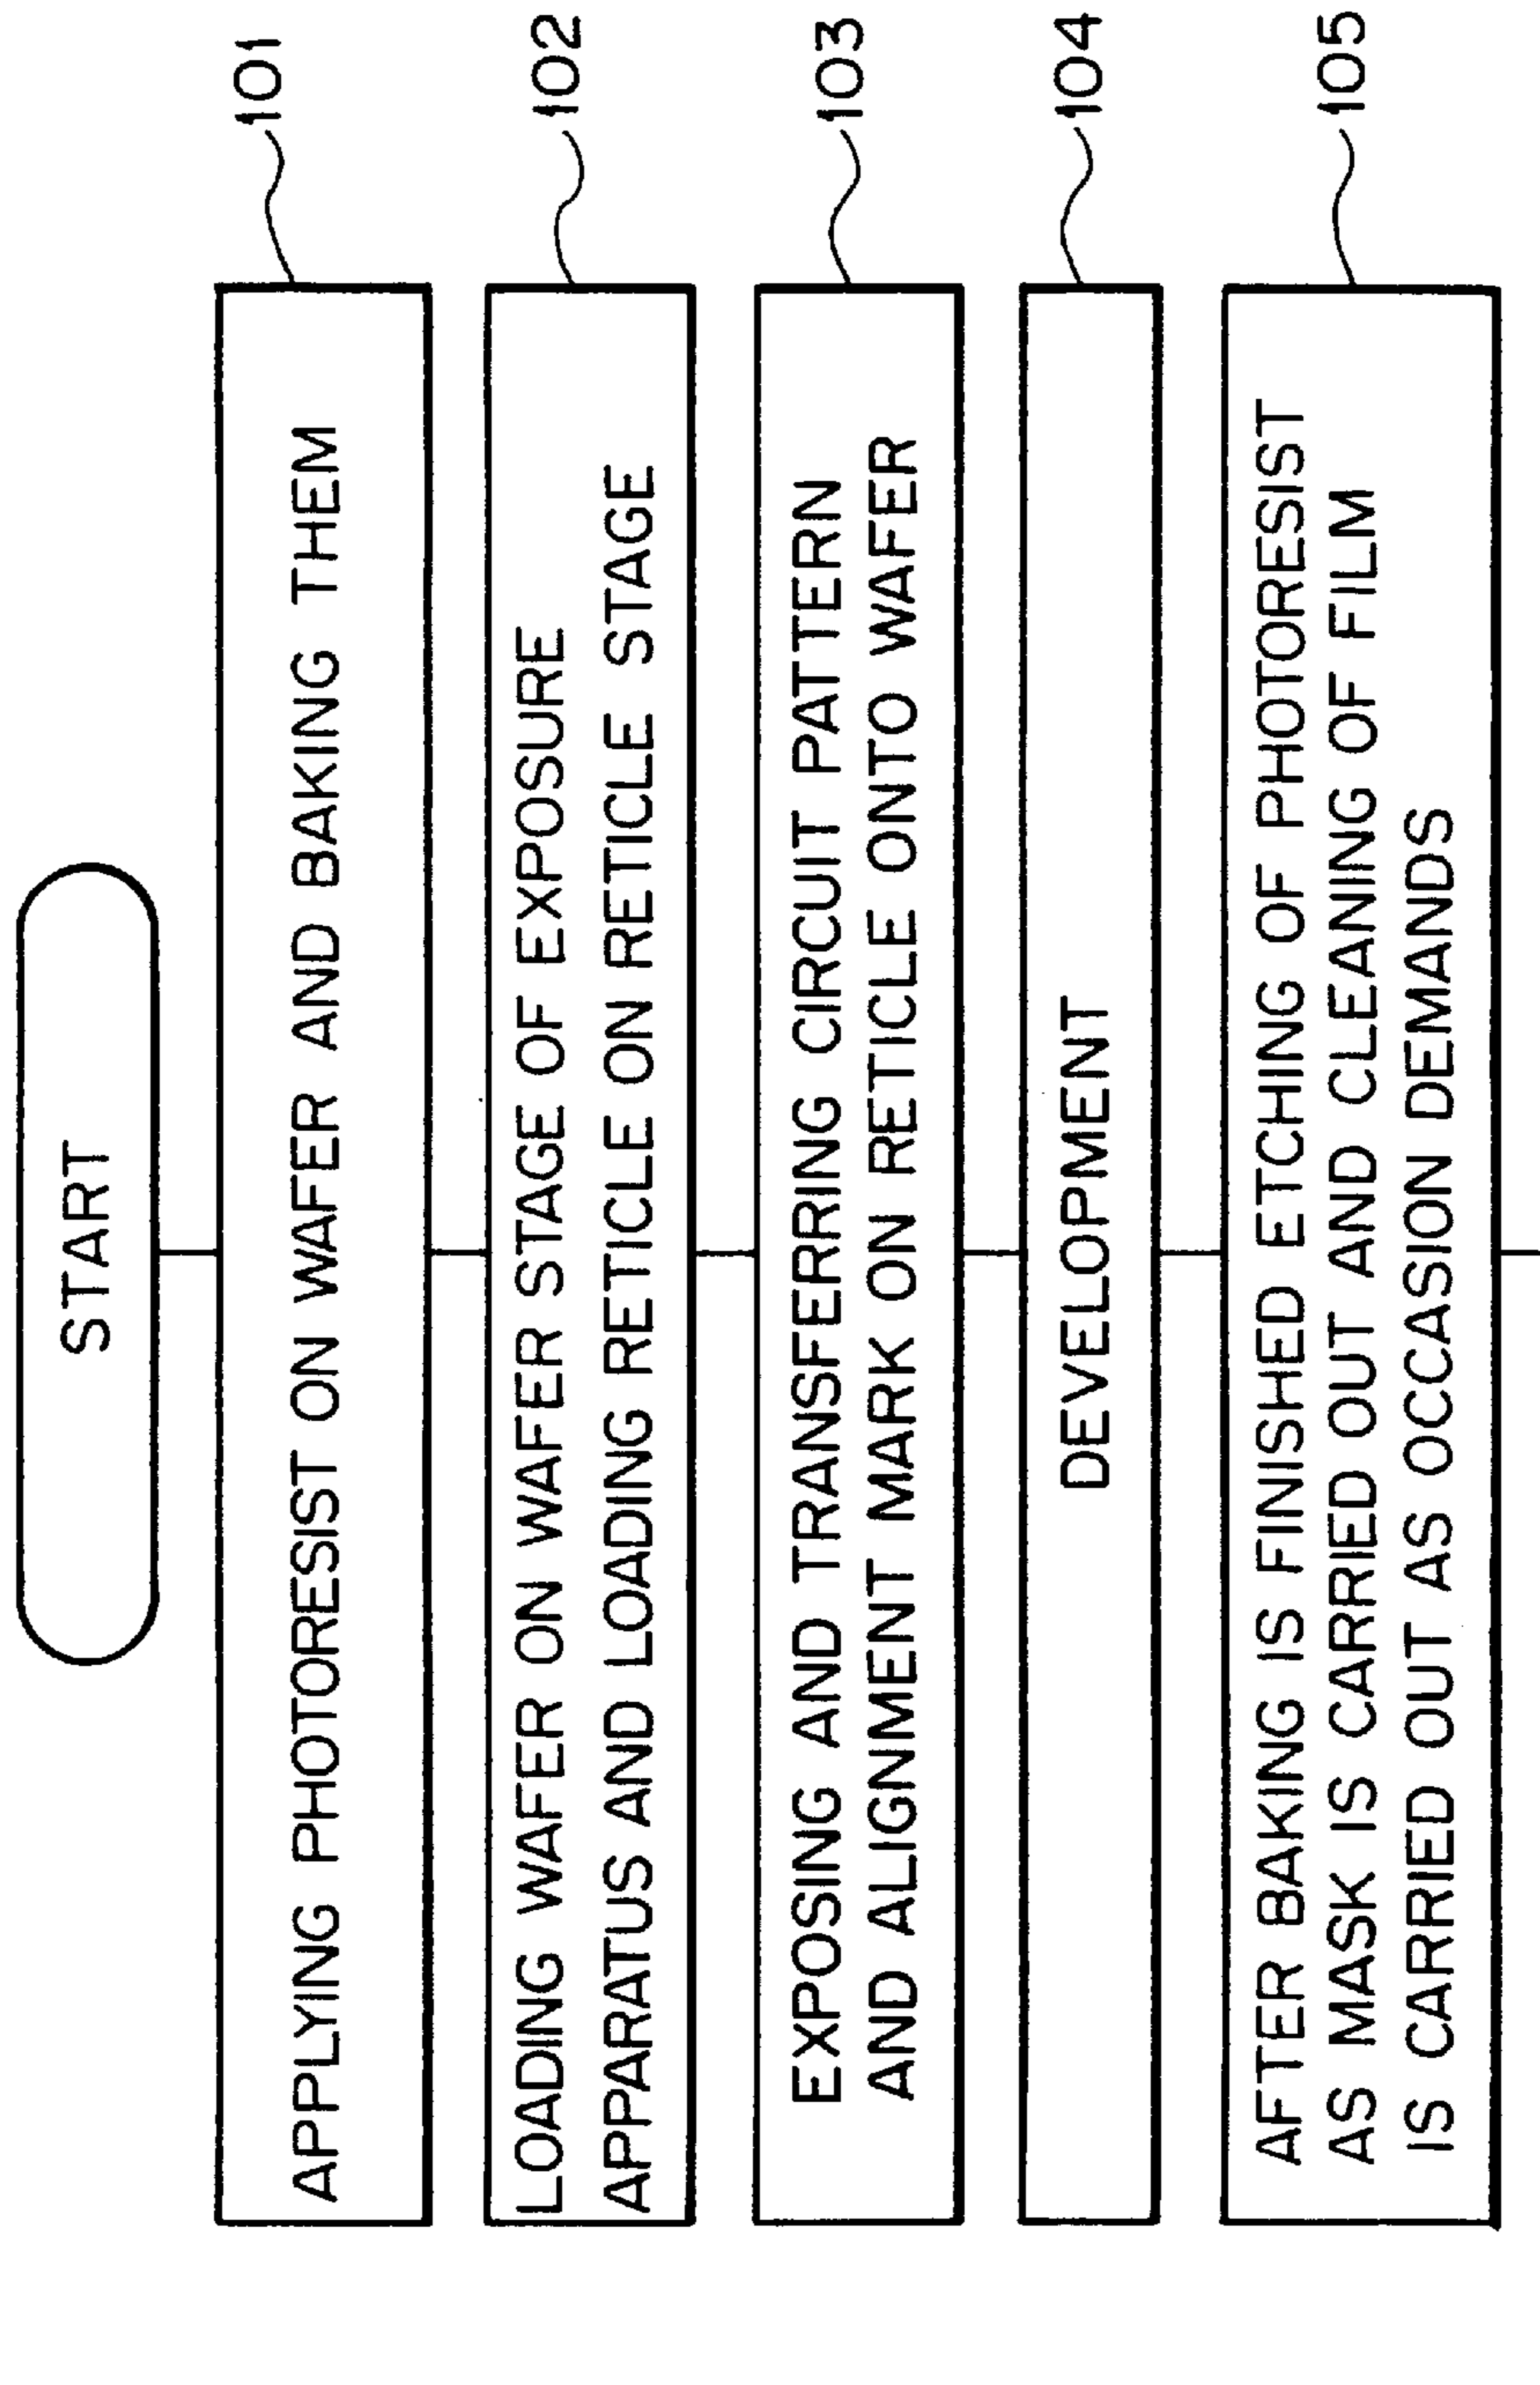 START
APPLYING PHOTORESIST ON WAFER AND BAKING THEM
101
LOADING WAFER ON WAFER STAGE OF EXPOSURE
APPARATUS AND LOADING RETICLE ON RETICLE STAGE
102
EXPOSING AND TRANSFERRING CIRCUIT PATTERN
AND ALIGNMENT MARK ON RETICLE ONTO WAFER
103
DEVELOPMENT
104
AFTER BAKING IS FINISHED ETCHING OF PHOTORESIST
AS MASK IS CARRIED OUT AND CLEANING OF FILM
IS CARRIED OUT AS OCCASION DEMANDS
105